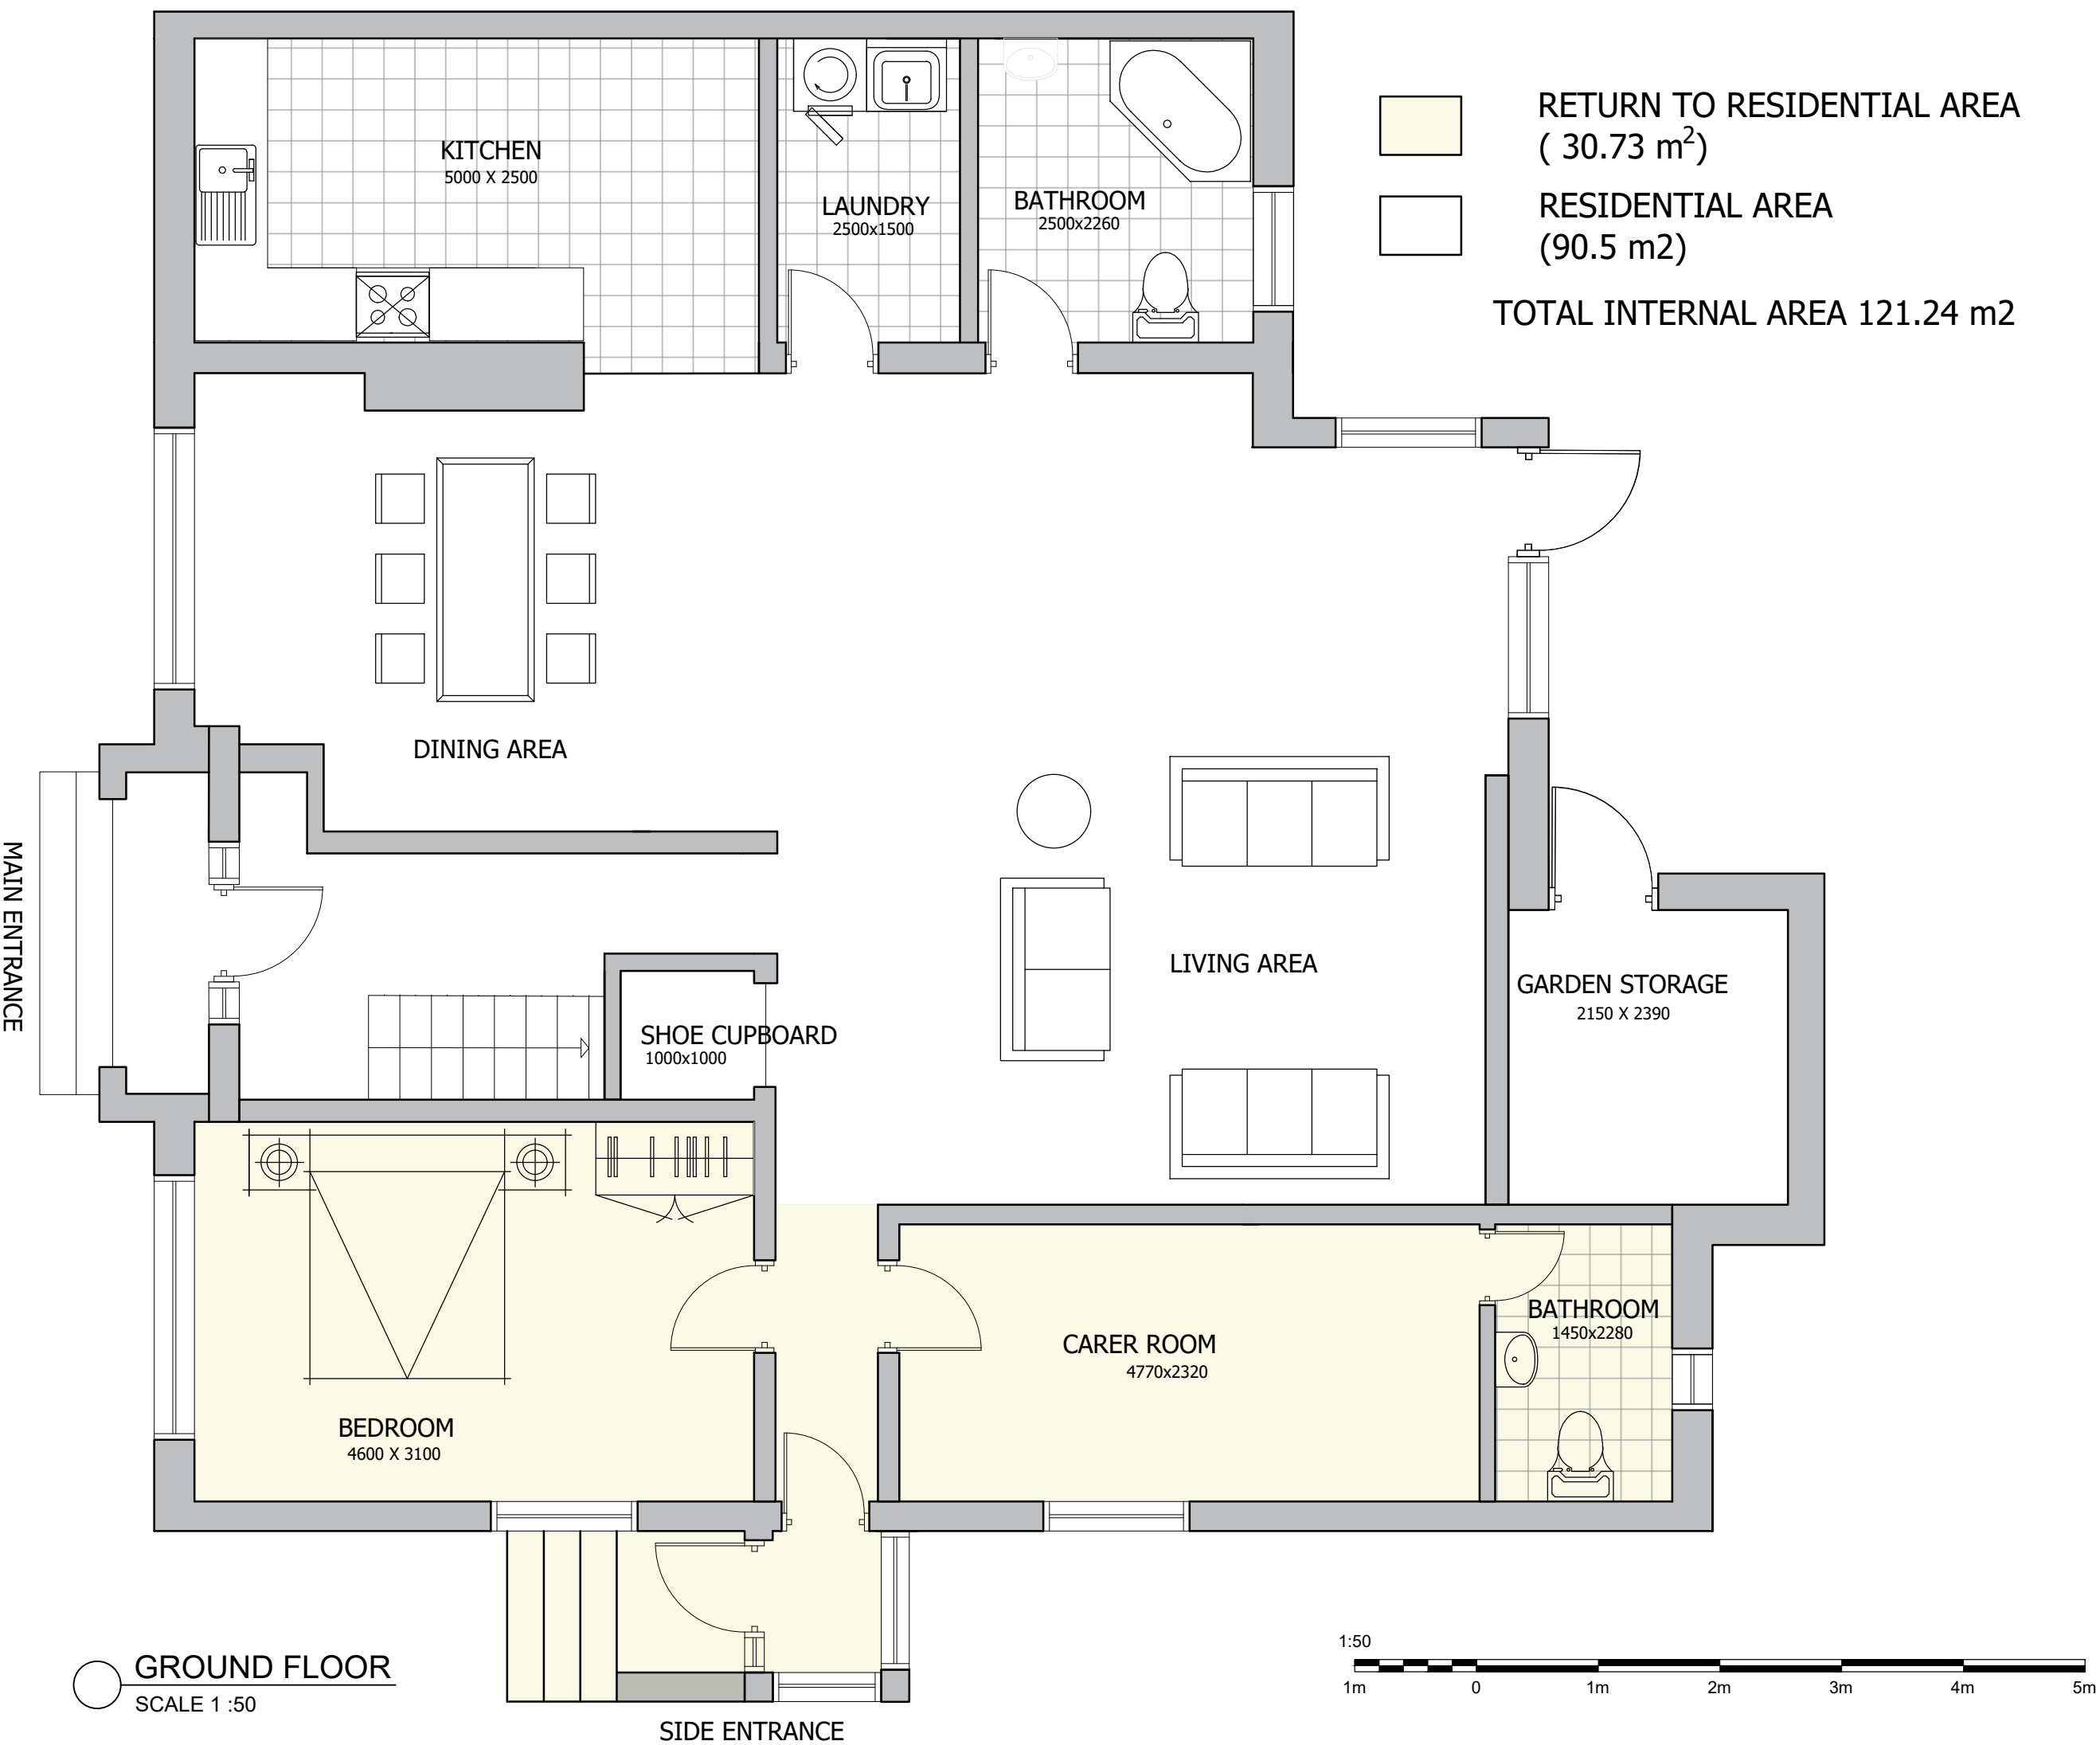 KITCHEN
5000 X 2500
LAUNDRY
2500x1500
BATHROOM
2500x2260
RETURN TO RESIDENTIAL AREA
( 30.73 m²)
RESIDENTIAL AREA
(90.5 m2)
TOTAL INTERNAL AREA 121.24 m2
DINING AREA
MAIN ENTRANCE
LIVING AREA
GARDEN STORAGE
2150 X 2390
SHOE CUPBOARD
1000x1000
BATHROOM
1450x2280
CARER ROOM
4770x2320
BEDROOM
4600 X 3100
GROUND FLOOR
SCALE 1 :50
SIDE ENTRANCE
1:50
1m 0 1m 2m 3m 4m 5m